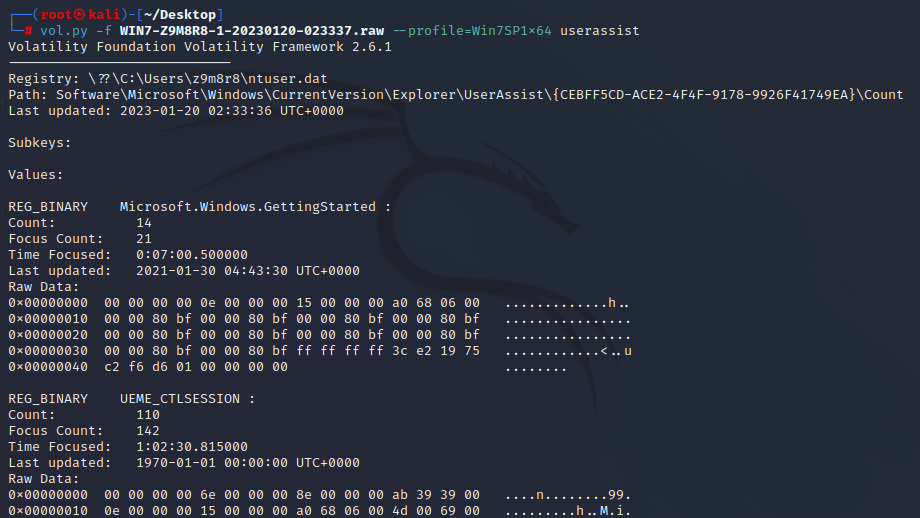 ┌──(root㉿kali)-[~/Desktop]
└─# vol.py -f WIN7-Z9M8R8-1-20230120-023337.raw --profile=Win7SP1×64 userassist
Volatility Foundation Volatility Framework 2.6.1
----------------------------
Registry: \??\C:\Users\z9m8r8\ntuser.dat
Path: Software\Microsoft\Windows\CurrentVersion\Explorer\UserAssist\{CEBFF5CD-ACE2-4F4F-9178-9926F41749EA}\Count
Last updated: 2023-01-20 02:33:36 UTC+0000
Subkeys:
Values:
REG_BINARY    Microsoft.Windows.GettingStarted :
Count:          14
Focus Count:    21
Time Focused:   0:07:00.500000
Last updated:   2021-01-30 04:43:30 UTC+0000
Raw Data:
0×00000000  00 00 00 00 0e 00 00 00 15 00 00 00 a0 68 06 00   .............h..
0×00000010  00 00 80 bf 00 00 80 bf 00 00 80 bf 00 00 80 bf   ................
0×00000020  00 00 80 bf 00 00 80 bf 00 00 80 bf 00 00 80 bf   ................
0×00000030  00 00 80 bf 00 00 80 bf ff ff ff ff 3c e2 19 75   ............<..u
0×00000040  c2 f6 d6 01 00 00 00 00                           ........
REG_BINARY    UEME_CTLSESSION :
Count:          110
Focus Count:    142
Time Focused:   1:02:30.815000
Last updated:   1970-01-01 00:00:00 UTC+0000
Raw Data:
0×00000000  00 00 00 00 6e 00 00 00 8e 00 00 00 ab 39 39 00   ....n........99.
0×00000010  0e 00 00 00 15 00 00 00 a0 68 06 00 4d 00 69 00   .........h..M.i.